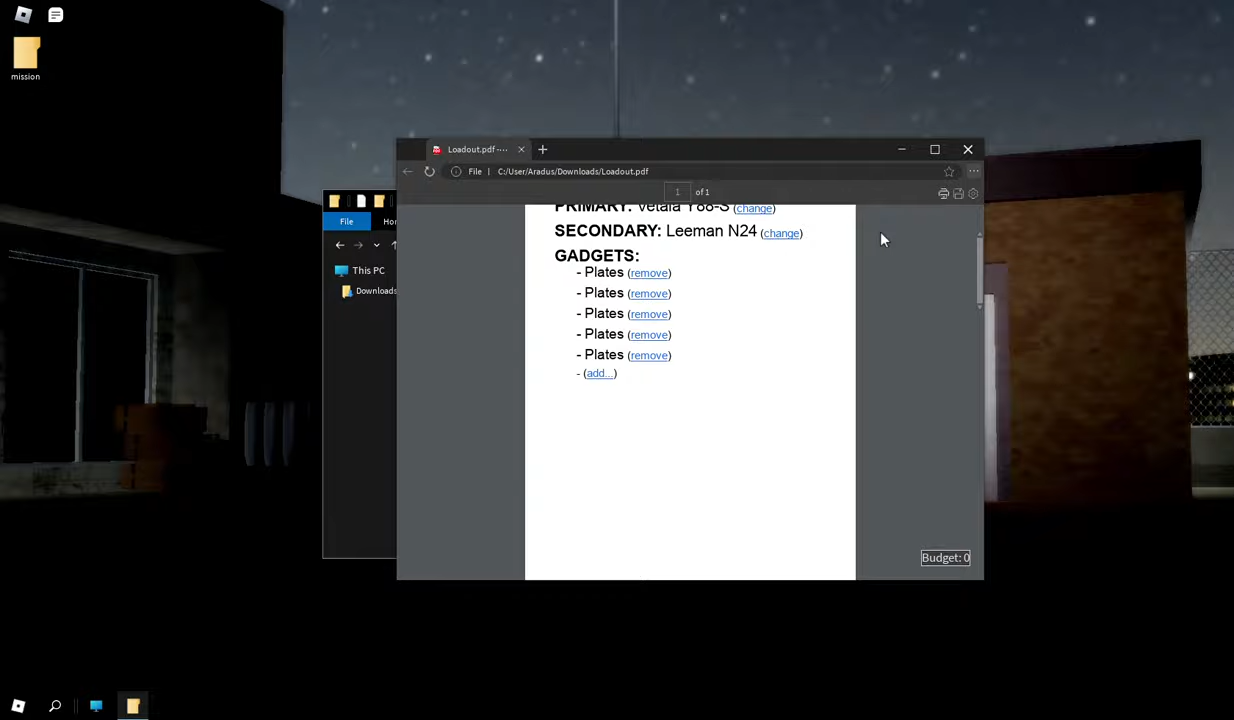 mission
Loadout.pdf -...
File | C:/User/Aradus/Downloads/Loadout.pdf
1 of 1
File
This PC
Downloads
PRIMARY: Vetala Y88-S (change)
SECONDARY: Leeman N24 (change)
GADGETS:
- Plates (remove)
- Plates (remove)
- Plates (remove)
- Plates (remove)
- Plates (remove)
- (add...)
Budget: 0